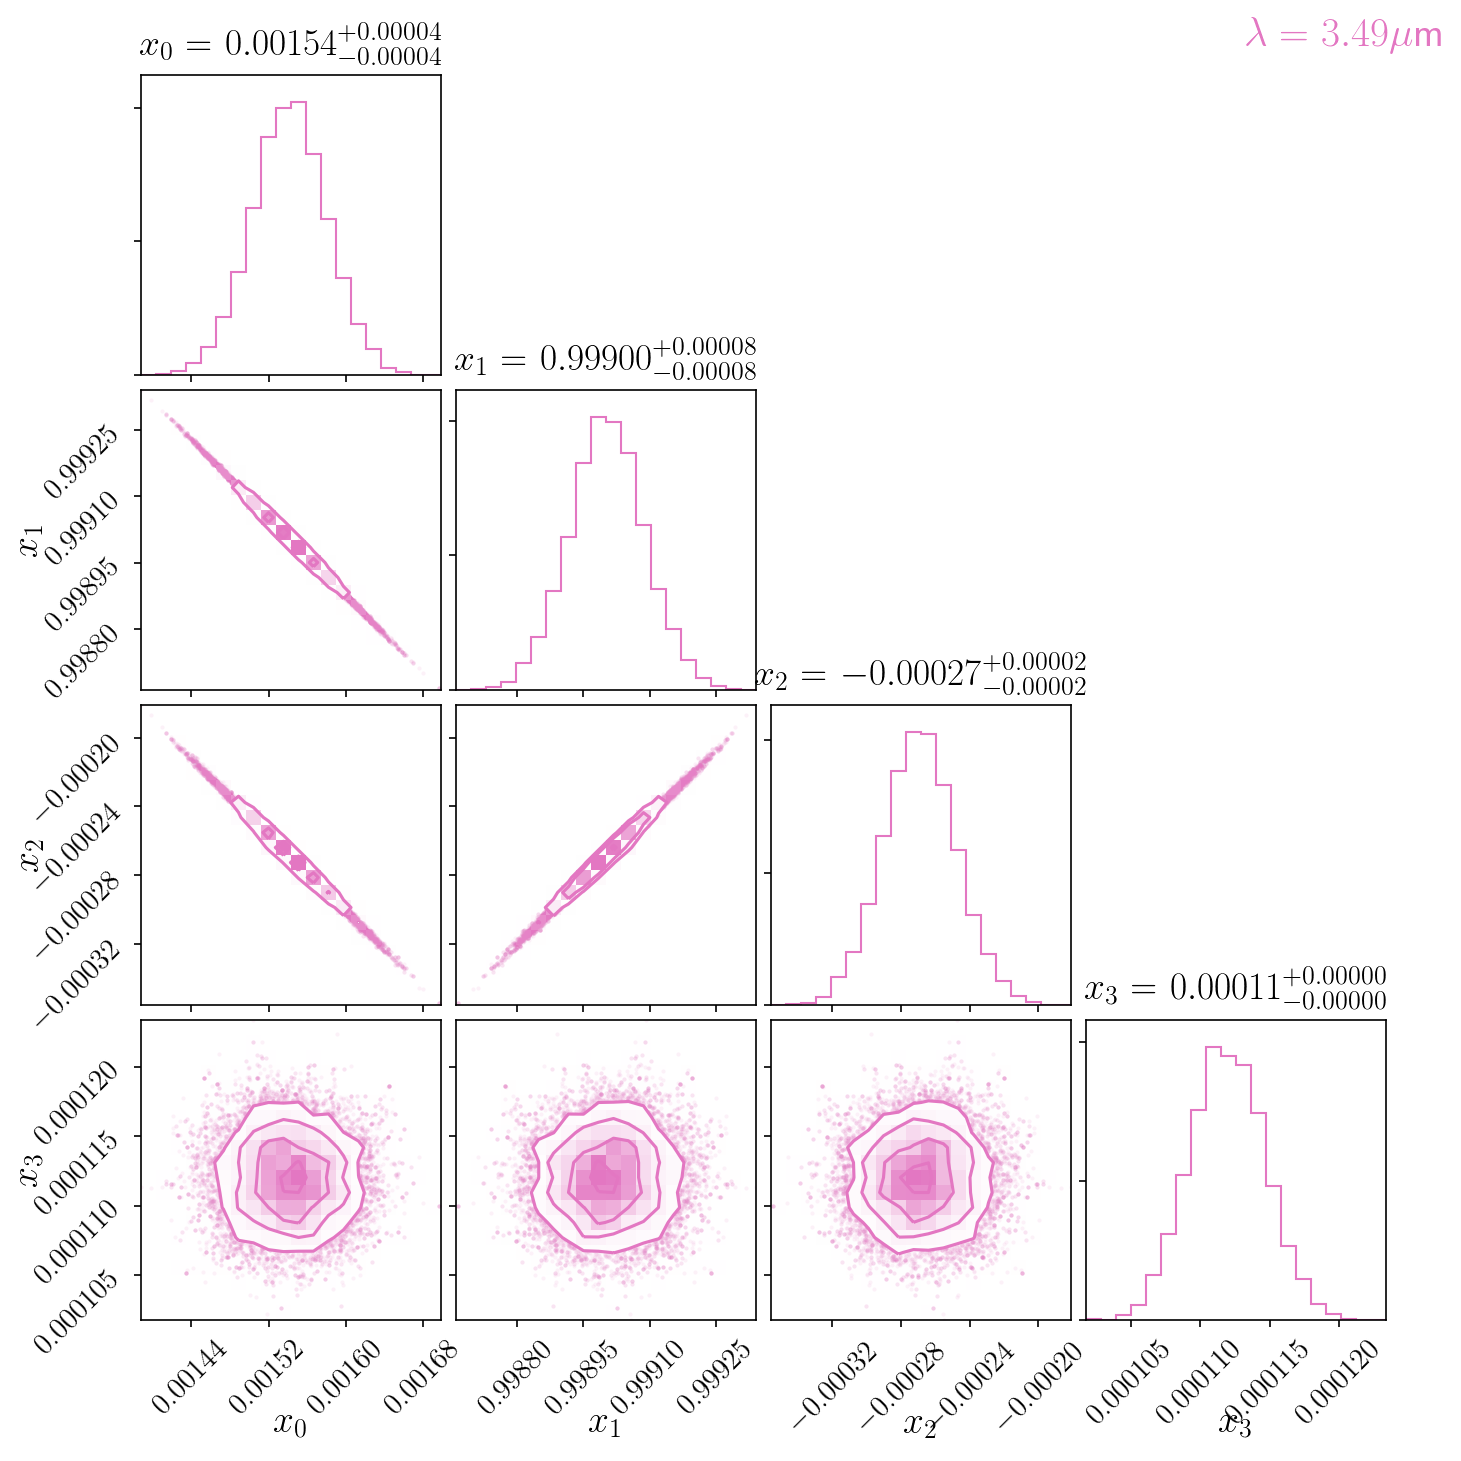 λ = 3.49μm
x₀ = 0.00154⁺⁰·⁰⁰⁰⁰⁴₋₀.₀₀₀₀₄
x₁ = 0.99900⁺⁰·⁰⁰⁰⁰⁸₋₀.₀₀₀₀₈
x₁
0.99925
0.99910
0.99895
0.99880
x₂ = −0.00027⁺⁰·⁰⁰⁰⁰²₋₀.₀₀₀₀₂
x₂
−0.00020
−0.00024
−0.00028
−0.00032
x₃ = 0.00011⁺⁰·⁰⁰⁰⁰⁰₋₀.₀₀₀₀₀
x₃
0.000120
0.000115
0.000110
0.000105
0.00144 0.00152 0.00160 0.00168
x₀
0.99880 0.99895 0.99910 0.99925
x₁
−0.00032 −0.00028 −0.00024 −0.00020
x₂
0.000105 0.000110 0.000115 0.000120
x₃